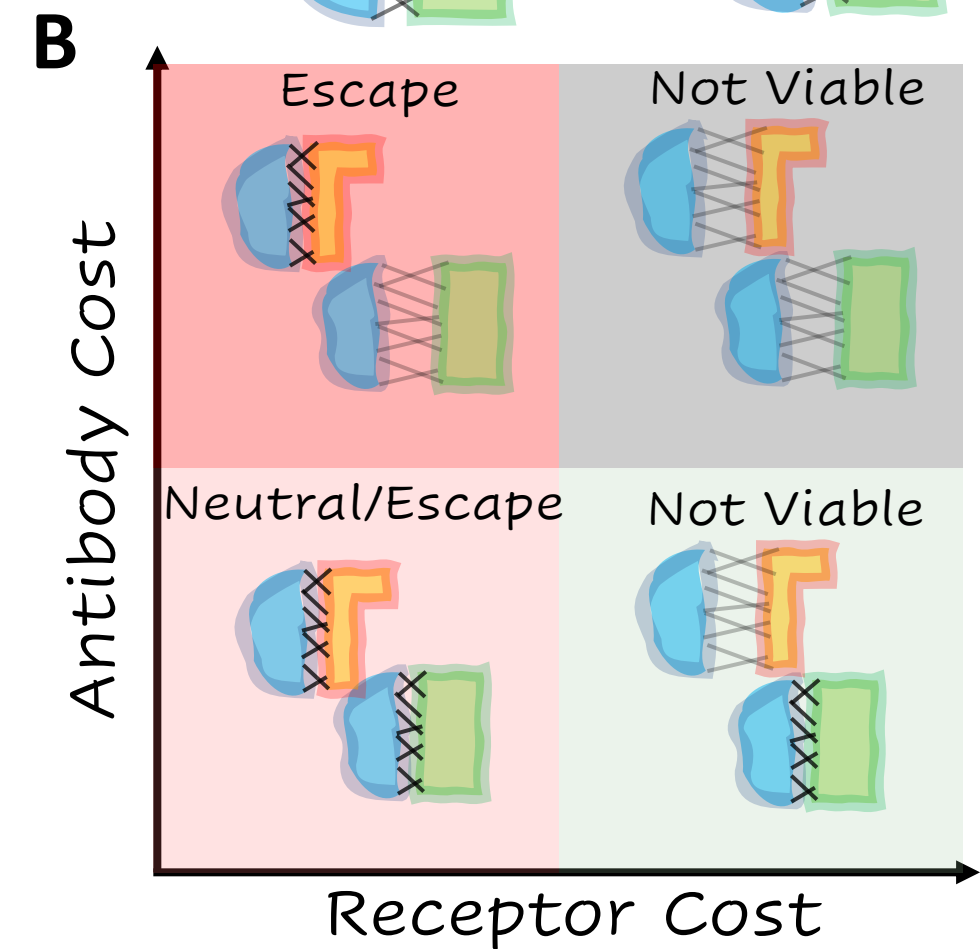 B
Escape
Not Viable
Neutral/Escape
Not Viable
Antibody Cost
Receptor Cost